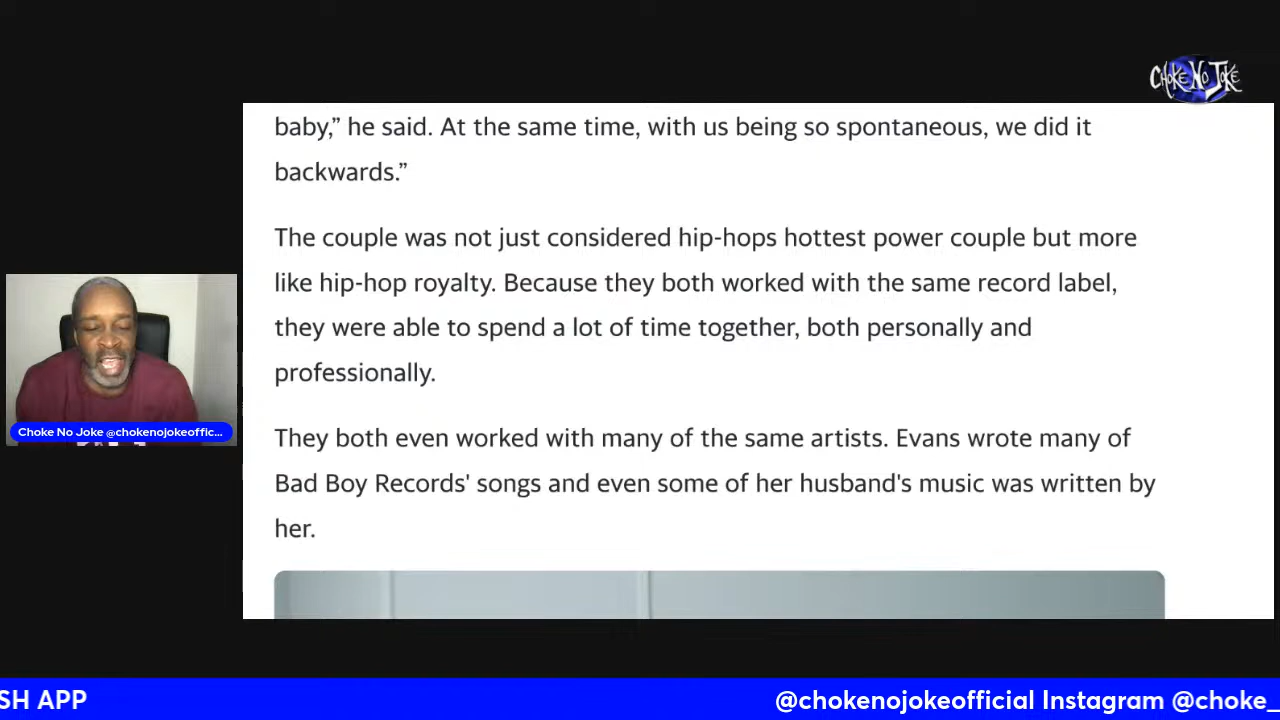 CHOKE NO JOKE
baby,” he said. At the same time, with us being so spontaneous, we did it
backwards.”
The couple was not just considered hip-hops hottest power couple but more
like hip-hop royalty. Because they both worked with the same record label,
they were able to spend a lot of time together, both personally and
professionally.
They both even worked with many of the same artists. Evans wrote many of
Bad Boy Records' songs and even some of her husband's music was written by
her.
Choke No Joke @chokenojokeoffic...
SH APP @chokenojokeofficial Instagram @choke_